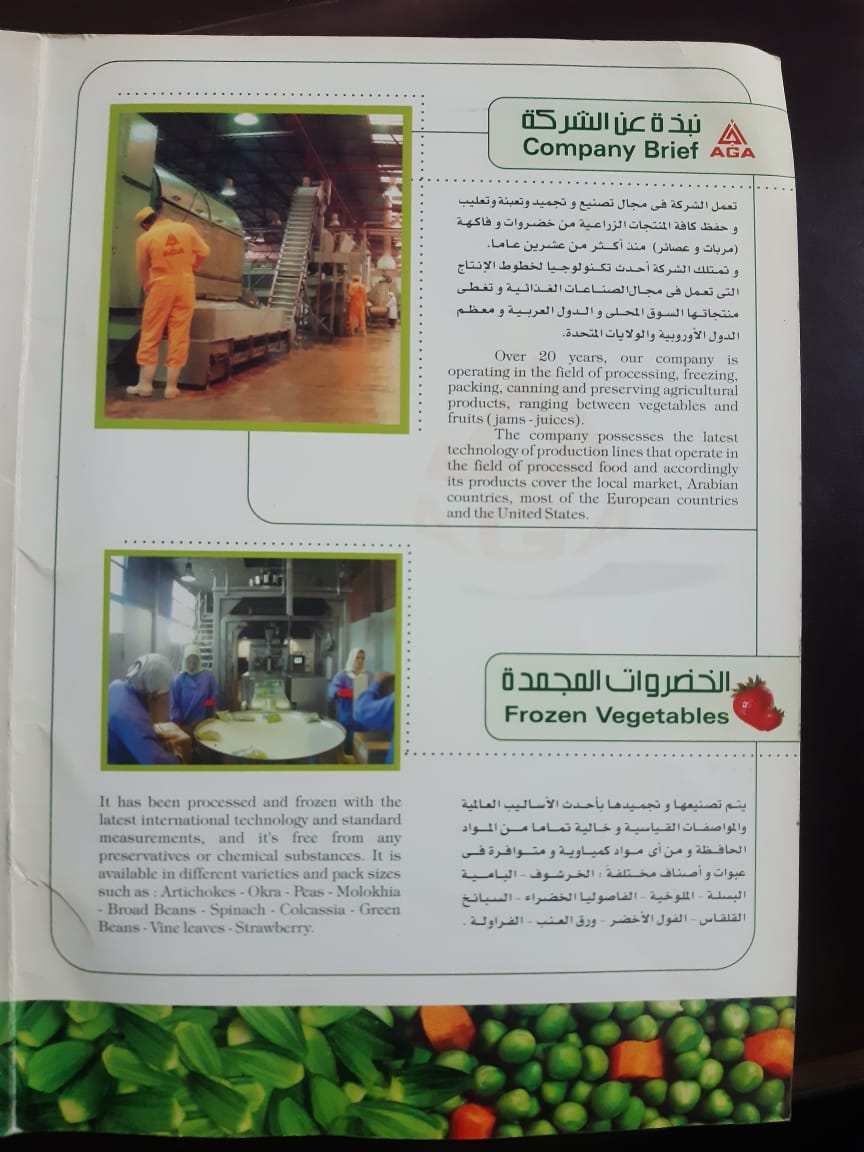 نبذة عن الشركة
Company Brief
AGA
AGA
تعمل الشركة فى مجال تصنيع و تجميد وتعبئة وتعليب
و حفظ كافة المنتجات الزراعية من خضروات و فاكهة
(مربات و عصائر) منذ أكثر من عشرين عاما.
و تمتلك الشركة أحدث تكنولوجيا لخطوط الإنتاج
التى تعمل فى مجال الصناعات الغذائية و تغطى
منتجاتها السوق المحلى و الدول العربية و معظم
الدول الأوروبية والولايات المتحدة.
Over 20 years, our company is
operating in the field of processing, freezing,
packing, canning and preserving agricultural
products, ranging between vegetables and
fruits (jams - juices).
The company possesses the latest
technology of production lines that operate in
the field of processed food and accordingly
its products cover the local market, Arabian
countries, most of the European countries
and the United States.
AGA
الخضروات المجمدة
Frozen Vegetables
It has been processed and frozen with the
latest international technology and standard
measurements, and it's free from any
preservatives or chemical substances. It is
available in different varieties and pack sizes
such as : Artichokes - Okra - Peas - Molokhia
- Broad Beans - Spinach - Colcassia - Green
Beans - Vine leaves - Strawberry.
يتم تصنيعها و تجميدها بأحدث الأساليب العالمية
والمواصفات القياسية و خالية تماما من المواد
الحافظة و من أى مواد كمياوية و متوافرة فى
عبوات و أصناف مختلفة : الخرشوف - البامية
البسلة - الملوخية - الفاصوليا الخضراء - السبانخ
القلقاس - الفول الأخضر - ورق العنب - الفراولة .